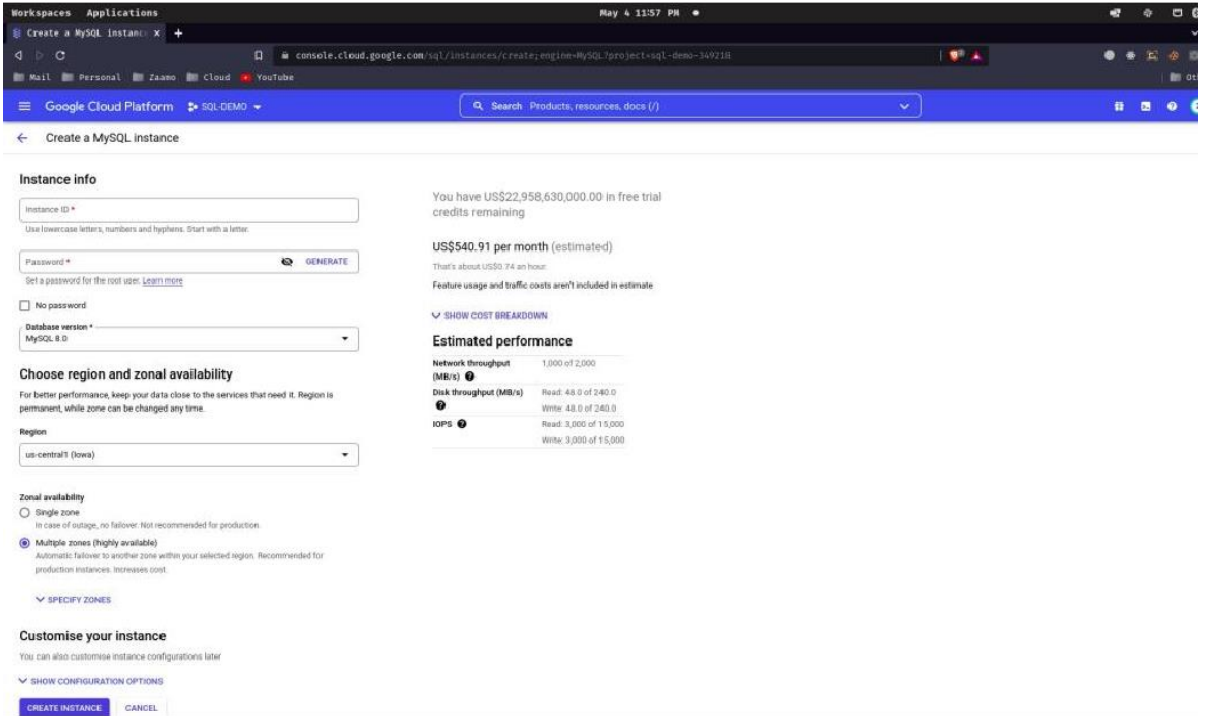 Workspaces Applications
May 4 11:57 PM
Create a MySQL instanc X +
console.cloud.google.com/sql/instances/create;engine=MySQL?project=sql-demo-349218
Mail Personal Zaamo Cloud YouTube
Google Cloud Platform SQL-DEMO
Search Products, resources, docs (/)
Create a MySQL instance
Instance info
Instance ID *
Use lowercase letters, numbers and hyphens. Start with a letter.
Password *
GENERATE
Set a password for the root user. Learn more
No password
Database version *
MySQL 8.0
Choose region and zonal availability
For better performance, keep your data close to the services that need it. Region is
permanent, while zone can be changed any time.
Region
us-central1 (Iowa)
Zonal availability
Single zone
In case of outage, no failover. Not recommended for production.
Multiple zones (highly available)
Automatic failover to another zone within your selected region. Recommended for
production instances. Increases cost.
SPECIFY ZONES
Customise your instance
You can also customise instance configurations later
SHOW CONFIGURATION OPTIONS
CREATE INSTANCE CANCEL
You have US$22,958,630,000.00 in free trial
credits remaining
US$540.91 per month (estimated)
That's about US$0.74 an hour.
Feature usage and traffic costs aren't included in estimate
SHOW COST BREAKDOWN
Estimated performance
Network throughput 1,000 of 2,000
(MB/s)
Disk throughput (MB/s) Read: 48.0 of 240.0
Write: 48.0 of 240.0
IOPS Read: 3,000 of 15,000
Write: 3,000 of 15,000